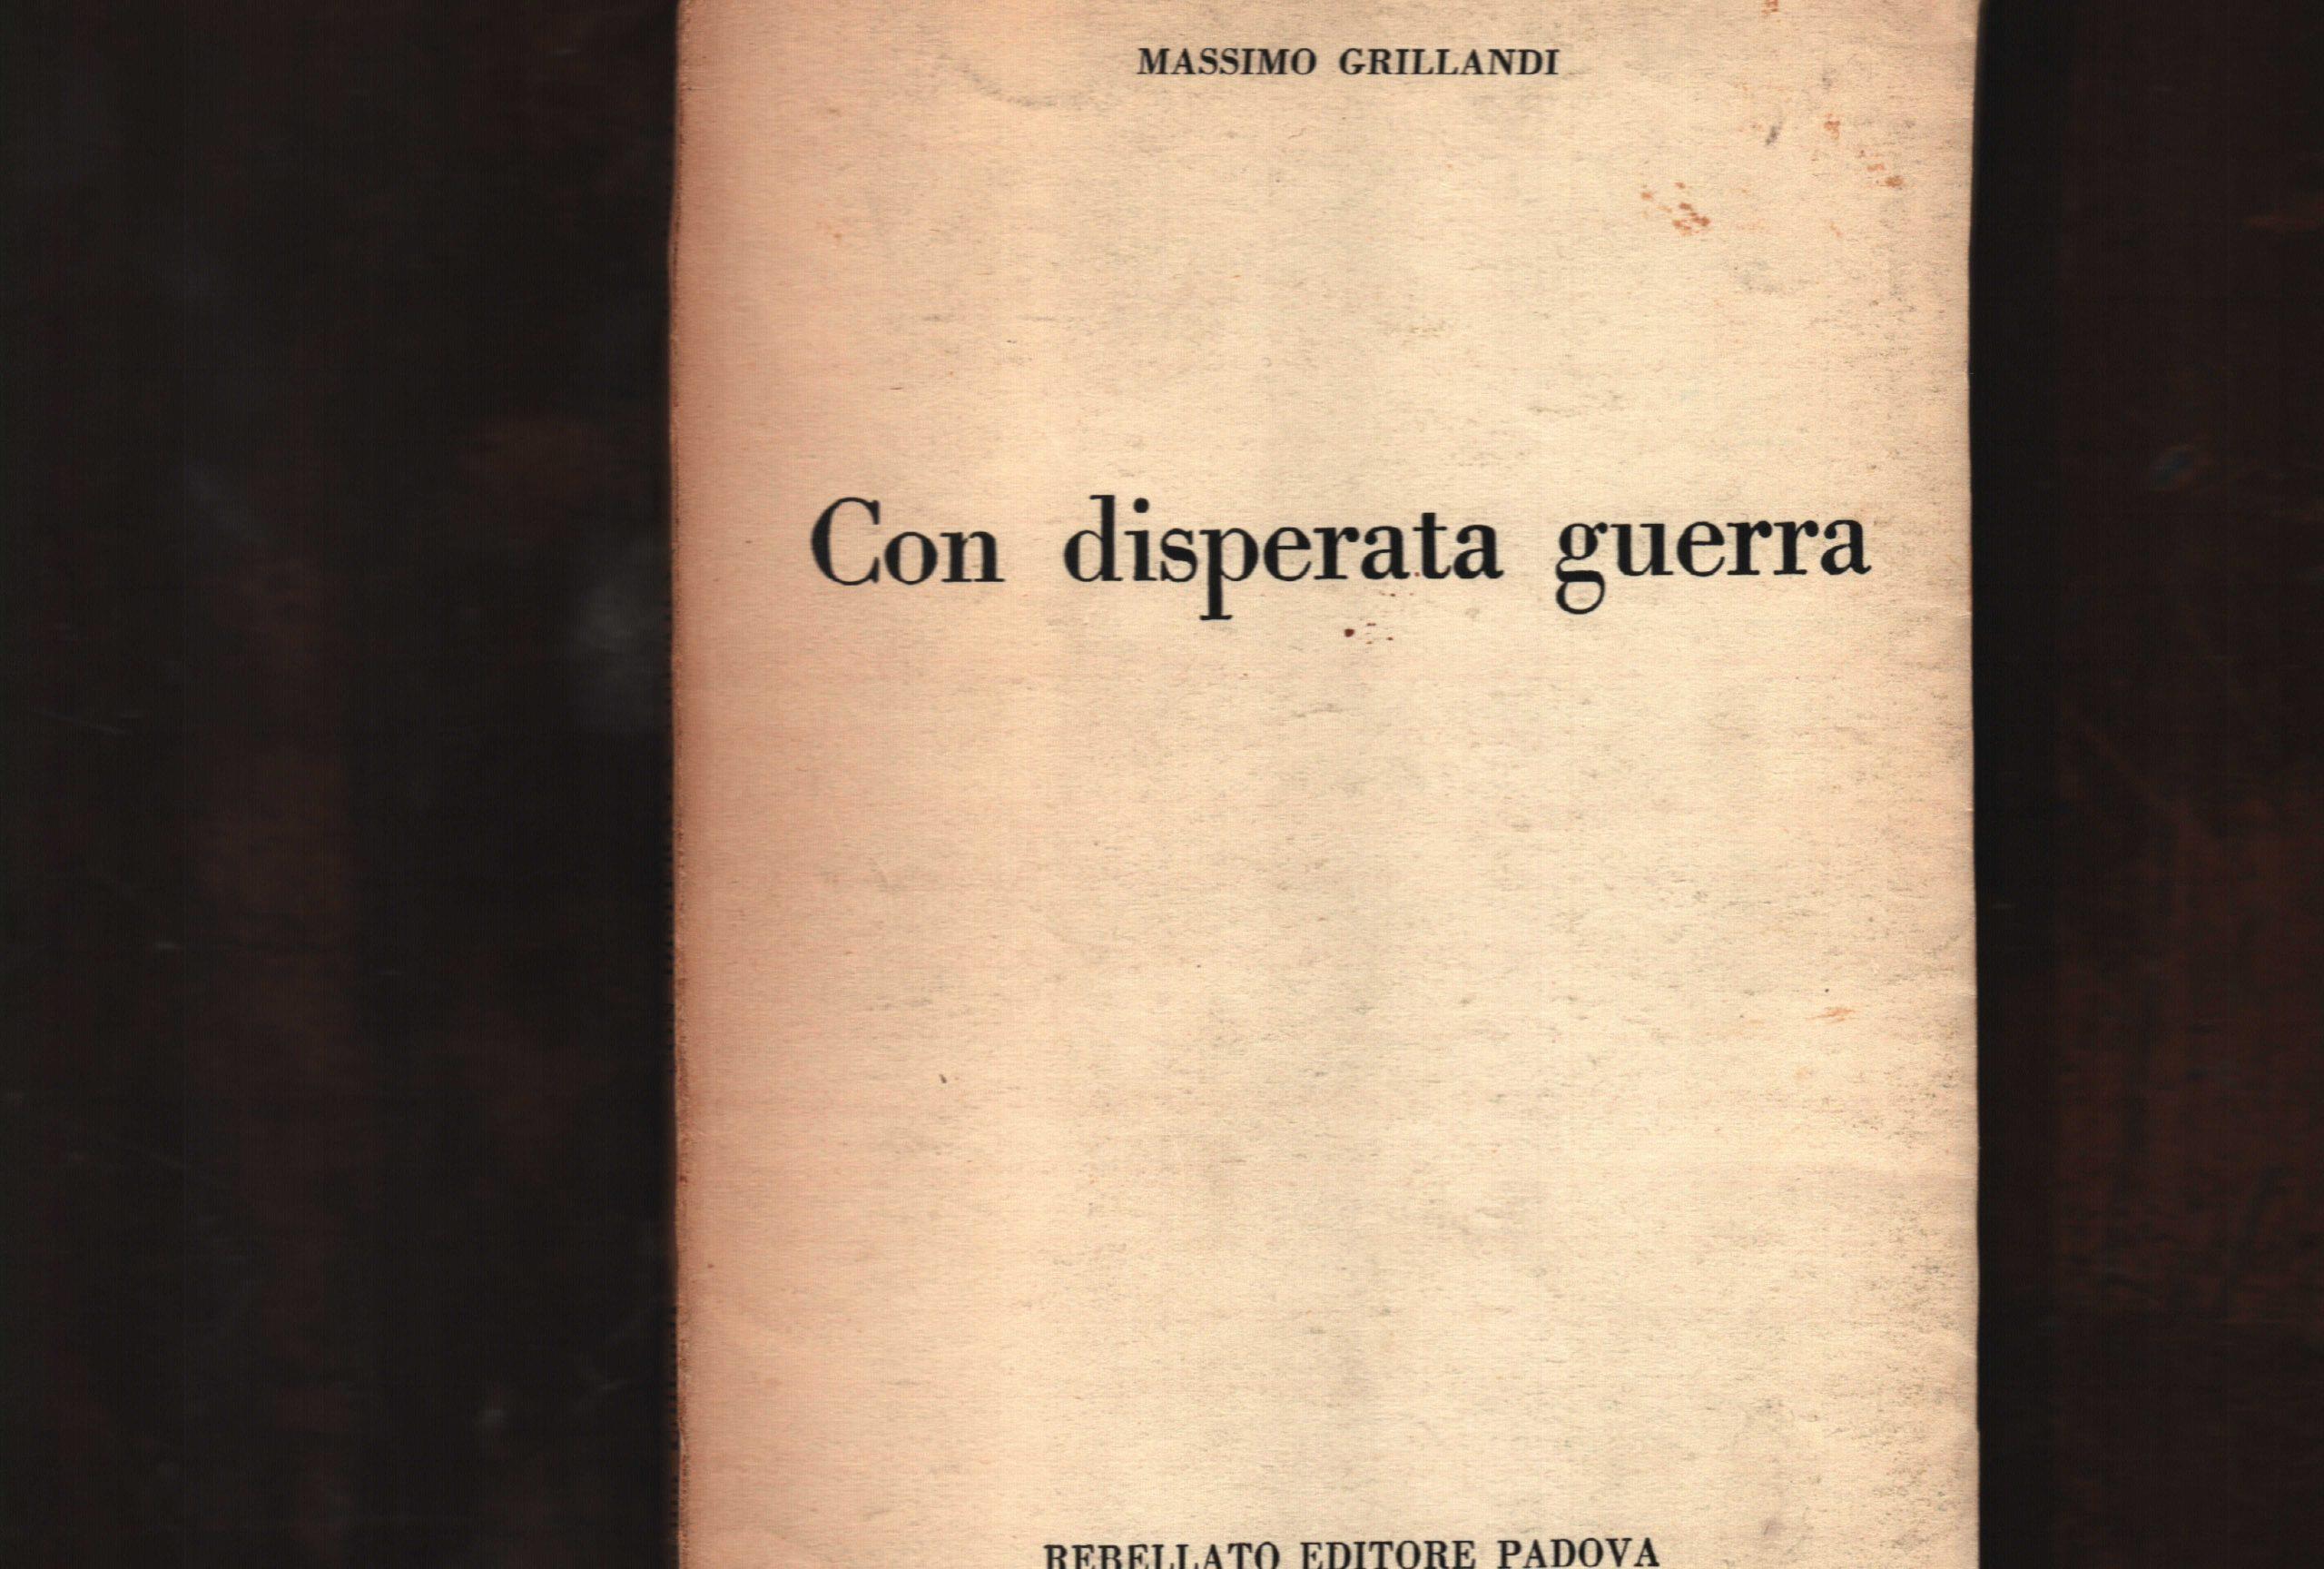 MASSIMO GRILLANDI
Con disperata guerra
REBELLATO EDITORE PADOVA